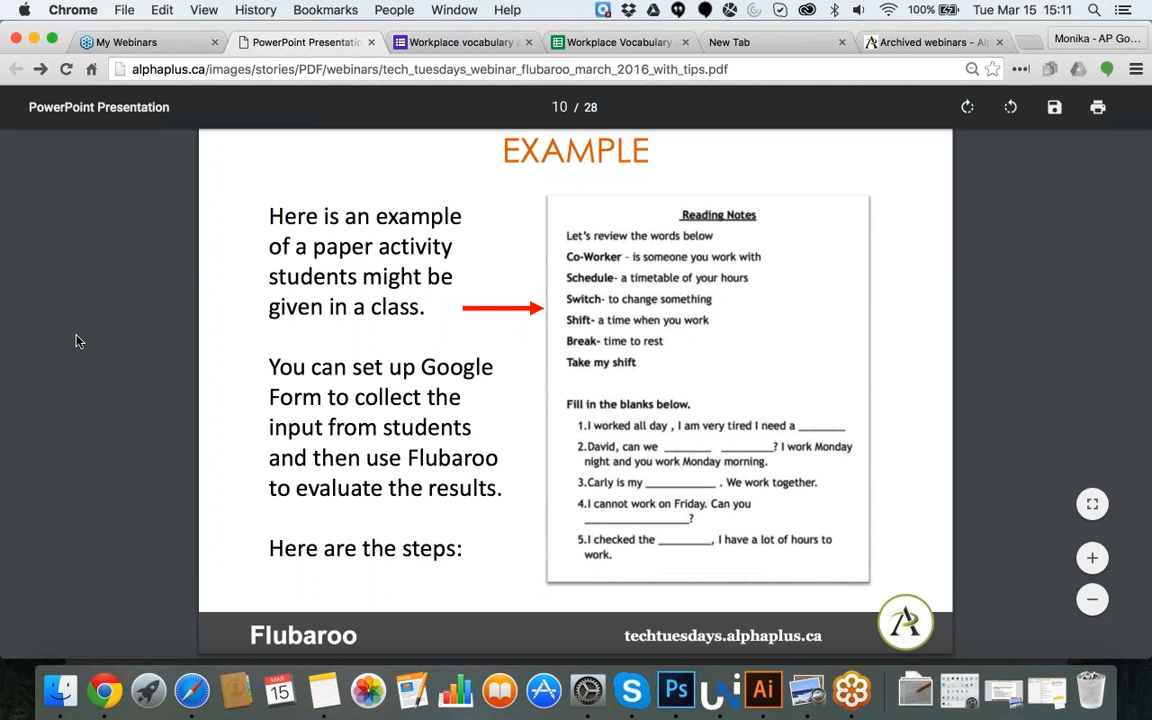 Chrome File Edit View History Bookmarks People Window Help 100% Tue Mar 15 15:11
My Webinars PowerPoint Presentatio Workplace vocabulary a Workplace Vocabulary New Tab Archived webinars - Alp Monika - AP Go...
alphaplus.ca/images/stories/PDF/webinars/tech_tuesdays_webinar_flubaroo_march_2016_with_tips.pdf
PowerPoint Presentation 10 / 28
EXAMPLE
Here is an example
of a paper activity
students might be
given in a class.
You can set up Google
Form to collect the
input from students
and then use Flubaroo
to evaluate the results.
Here are the steps:
Reading Notes
Let's review the words below
Co-Worker - is someone you work with
Schedule- a timetable of your hours
Switch- to change something
Shift- a time when you work
Break- time to rest
Take my shift
Fill in the blanks below.
1.I worked all day , I am very tired I need a ________
2.David, can we ________ ________? I work Monday
night and you work Monday morning.
3.Carly is my ____________ . We work together.
4.I cannot work on Friday. Can you
__________________?
5.I checked the _________, I have a lot of hours to
work.
Flubaroo techtuesdays.alphaplus.ca
MAR
15
Ps
Ai